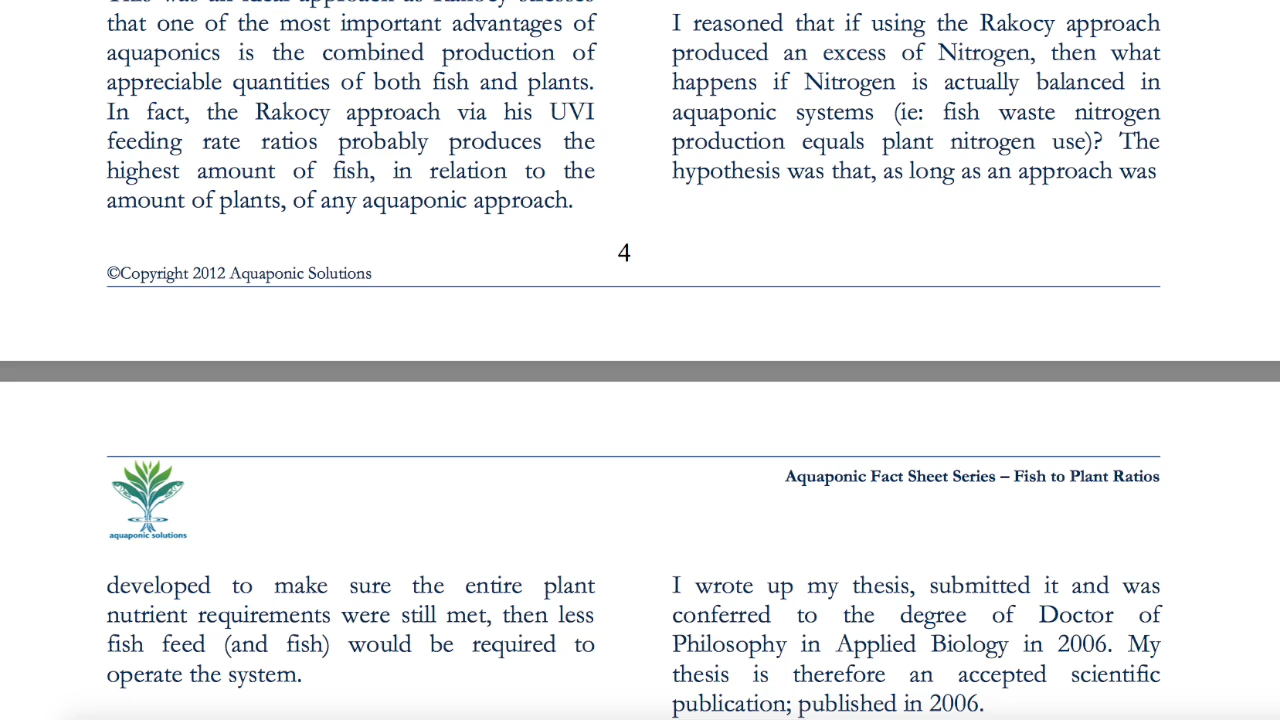 that one of the most important advantages of
aquaponics is the combined production of
appreciable quantities of both fish and plants.
In fact, the Rakocy approach via his UVI
feeding rate ratios probably produces the
highest amount of fish, in relation to the
amount of plants, of any aquaponic approach.
I reasoned that if using the Rakocy approach
produced an excess of Nitrogen, then what
happens if Nitrogen is actually balanced in
aquaponic systems (ie: fish waste nitrogen
production equals plant nitrogen use)? The
hypothesis was that, as long as an approach was
4
©Copyright 2012 Aquaponic Solutions
aquaponic solutions
Aquaponic Fact Sheet Series – Fish to Plant Ratios
developed to make sure the entire plant
nutrient requirements were still met, then less
fish feed (and fish) would be required to
operate the system.
I wrote up my thesis, submitted it and was
conferred to the degree of Doctor of
Philosophy in Applied Biology in 2006. My
thesis is therefore an accepted scientific
publication; published in 2006.